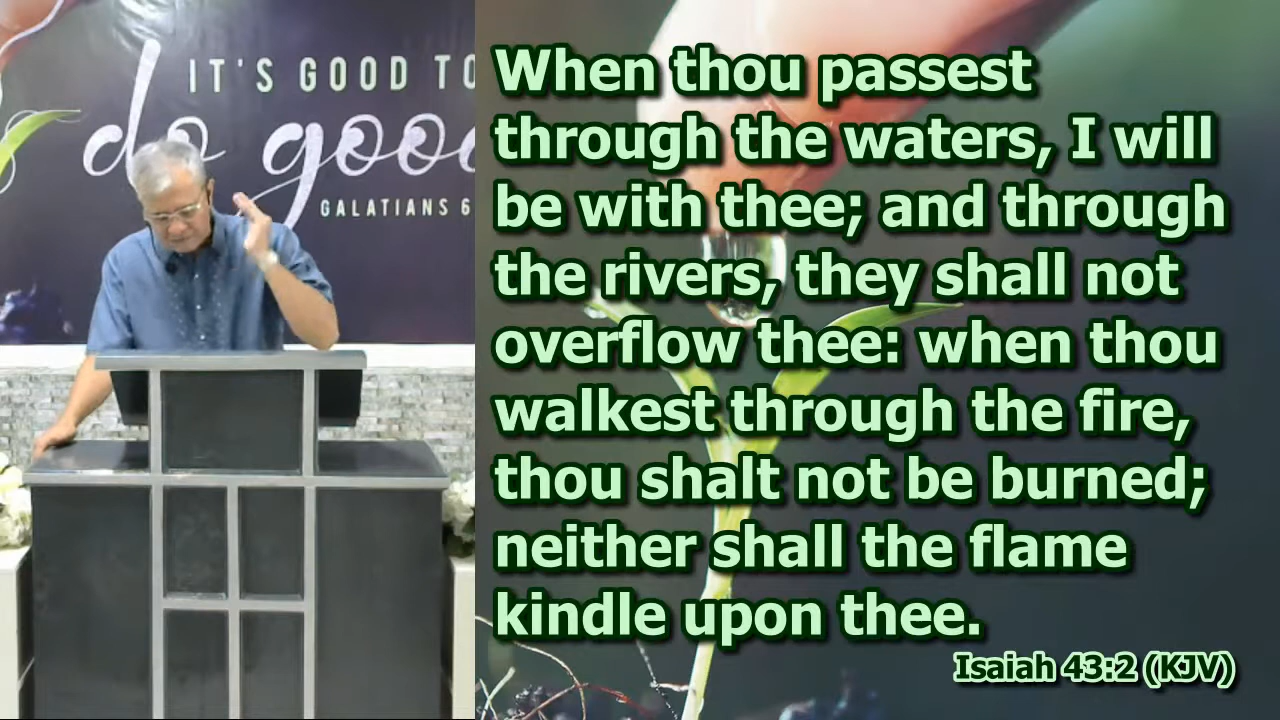 IT'S GOOD TO
do good
GALATIANS 6
When thou passest
through the waters, I will
be with thee; and through
the rivers, they shall not
overflow thee: when thou
walkest through the fire,
thou shalt not be burned;
neither shall the flame
kindle upon thee.
Isaiah 43:2 (KJV)